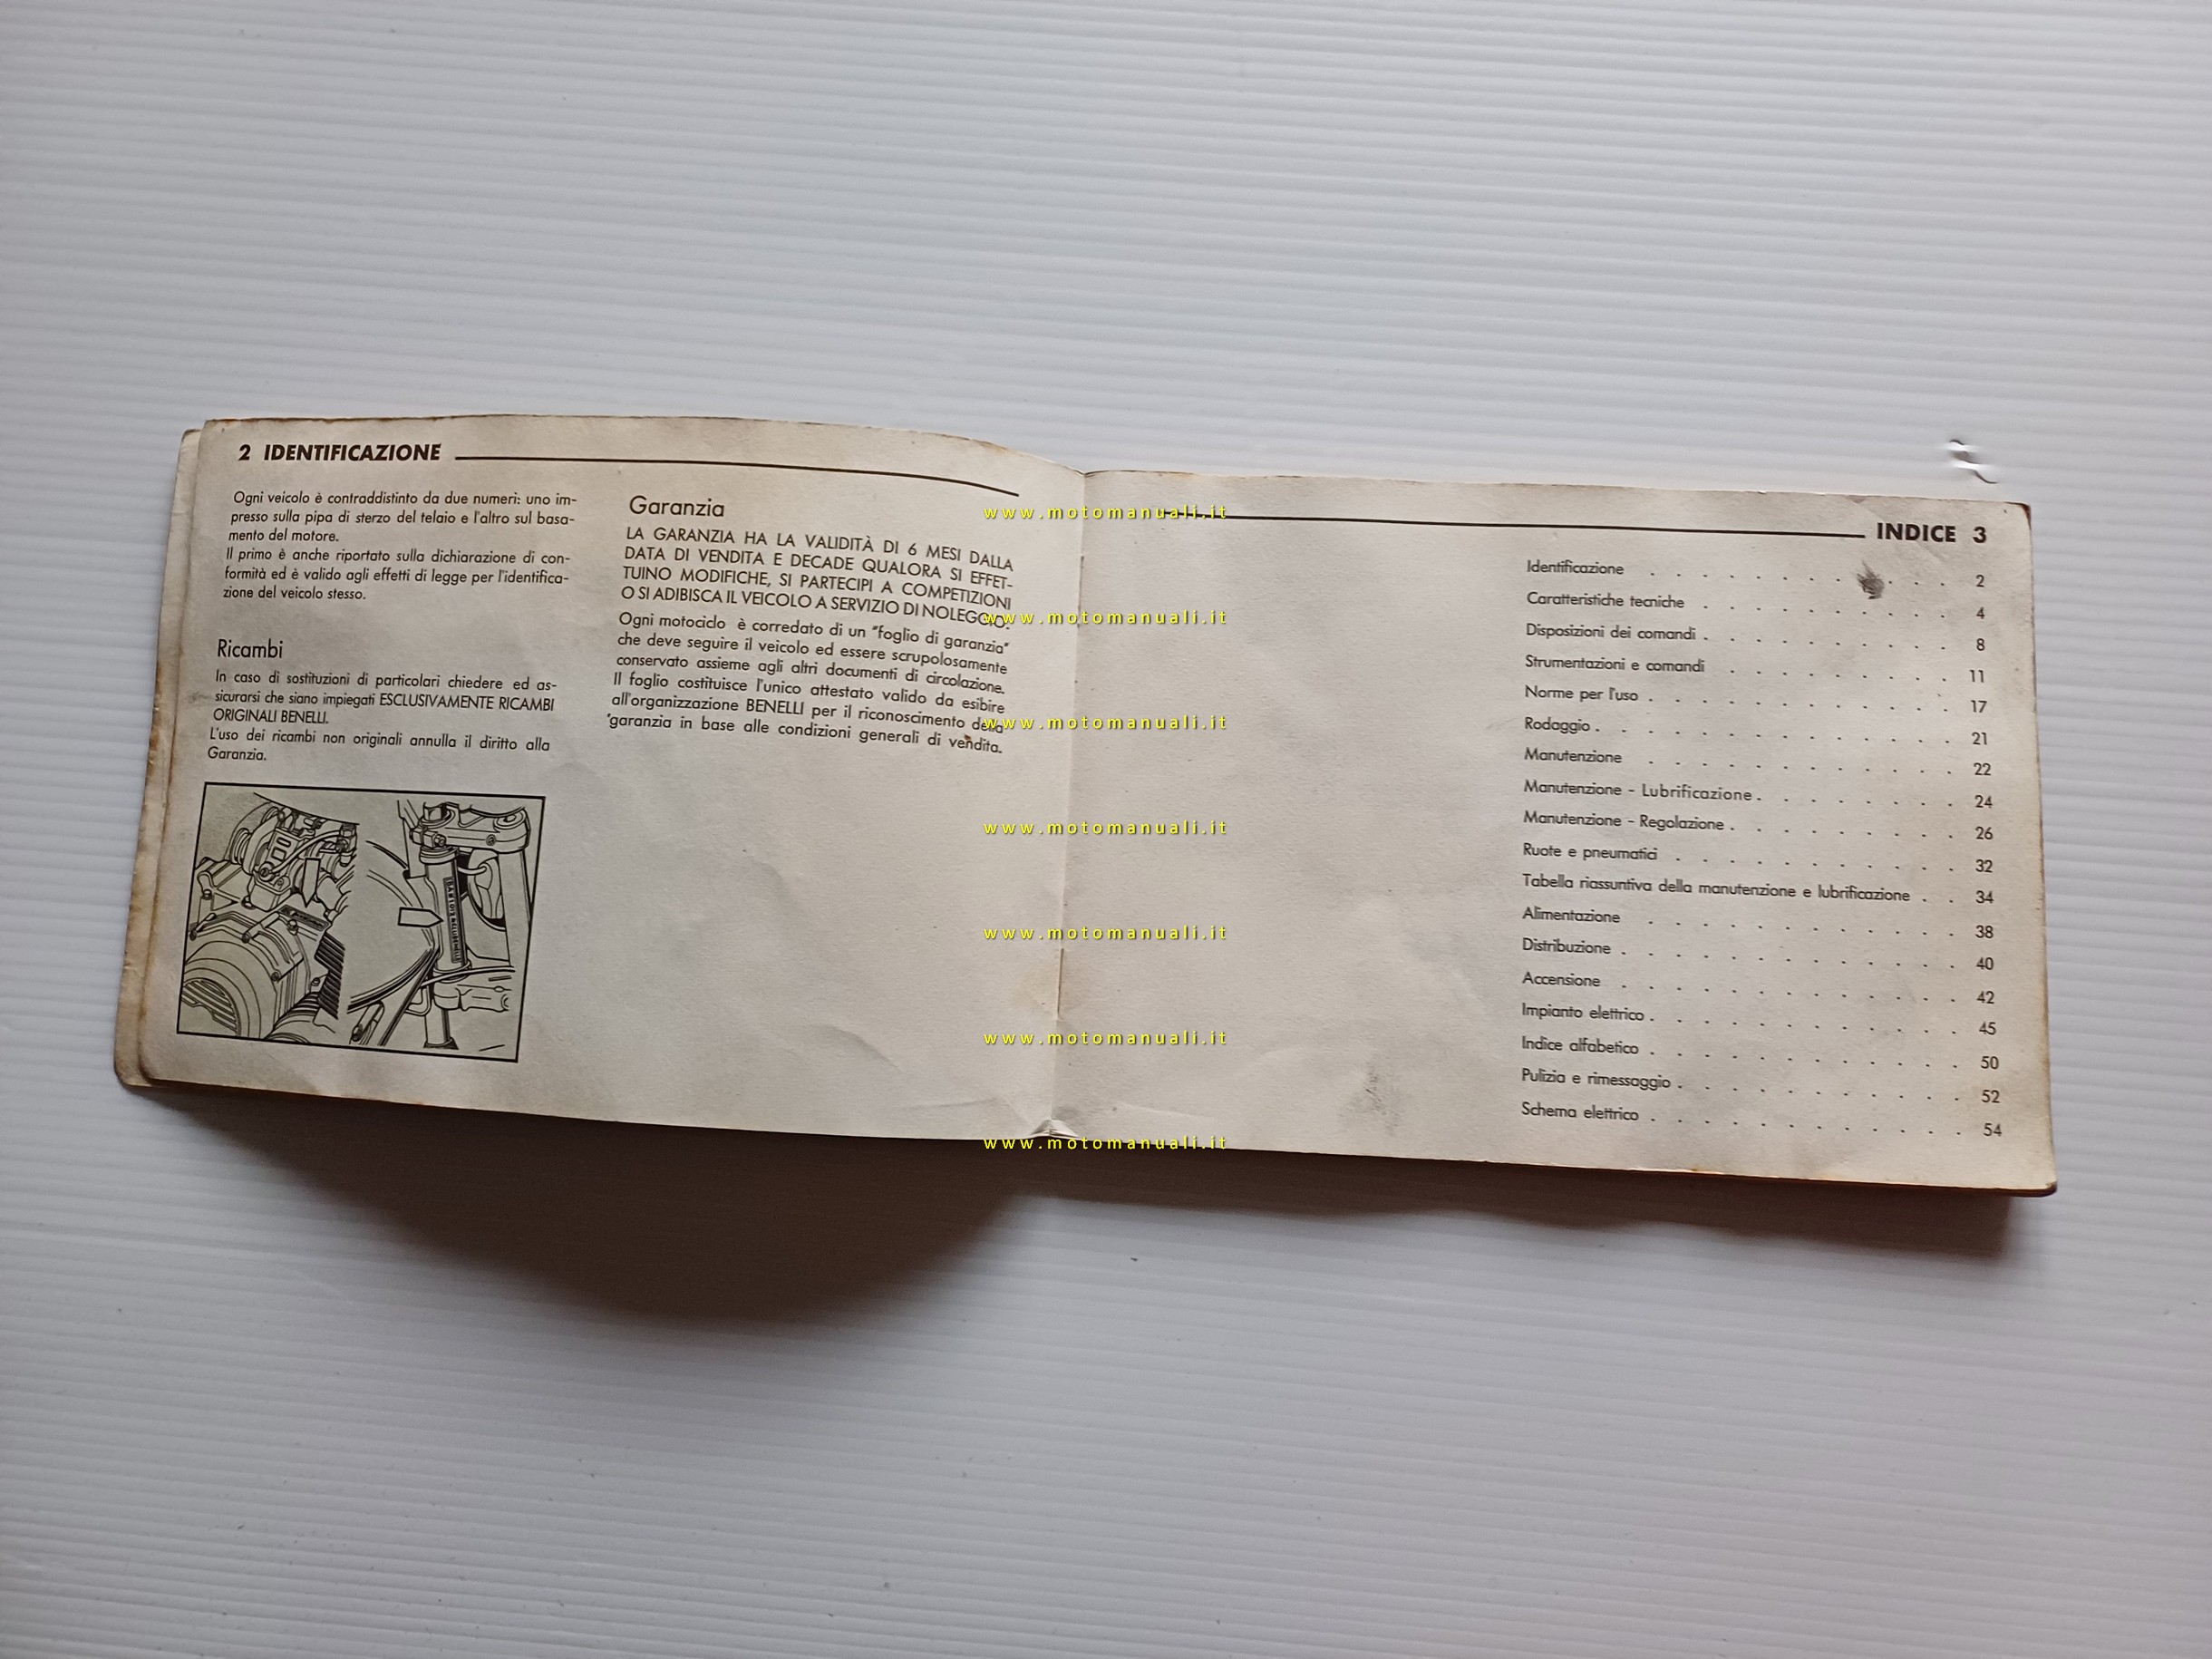 2 IDENTIFICAZIONE
Ogni veicolo è contraddistinto da due numeri: uno im-
presso sulla pipa di sterzo del telaio e l'altro sul basa-
mento del motore.
Il primo è anche riportato sulla dichiarazione di con-
formità ed è valido agli effetti di legge per l'identifica-
zione del veicolo stesso.
Ricambi
In caso di sostituzioni di particolari chiedere ed as-
sicurarsi che siano impiegati ESCLUSIVAMENTE RICAMBI
ORIGINALI BENELLI.
L'uso dei ricambi non originali annulla il diritto alla
Garanzia.
Garanzia
LA GARANZIA HA LA VALIDITÀ DI 6 MESI DALLA
DATA DI VENDITA E DECADE QUALORA SI EFFET-
TUINO MODIFICHE, SI PARTECIPI A COMPETIZIONI
O SI ADIBISCA IL VEICOLO A SERVIZIO DI NOLEGGIO.
Ogni motociclo è corredato di un "foglio di garanzia"
che deve seguire il veicolo ed essere scrupolosamente
conservato assieme agli altri documenti di circolazione.
Il foglio costituisce l'unico attestato valido da esibire
all'organizzazione BENELLI per il riconoscimento della
garanzia in base alle condizioni generali di vendita.
INDICE 3
Identificazione . . . . . . . . . . . 2
Caratteristiche tecniche . . . . . . . . . . 4
Disposizioni dei comandi . . . . . . . . . . 8
Strumentazioni e comandi . . . . . . . . . 11
Norme per l'uso . . . . . . . . . . . . 17
Rodaggio . . . . . . . . . . . . . . 21
Manutenzione . . . . . . . . . . . . 22
Manutenzione - Lubrificazione . . . . . . . . 24
Manutenzione - Regolazione . . . . . . . . . 26
Ruote e pneumatici . . . . . . . . . . . 32
Tabella riassuntiva della manutenzione e lubrificazione . . 34
Alimentazione . . . . . . . . . . . . 38
Distribuzione . . . . . . . . . . . . . 40
Accensione . . . . . . . . . . . . . 42
Impianto elettrico . . . . . . . . . . . . 45
Indice alfabetico . . . . . . . . . . . . 50
Pulizia e rimessaggio . . . . . . . . . . . 52
Schema elettrico . . . . . . . . . . . . 54
www.motomanuali.it
www.motomanuali.it
www.motomanuali.it
www.motomanuali.it
www.motomanuali.it
www.motomanuali.it
www.motomanuali.it